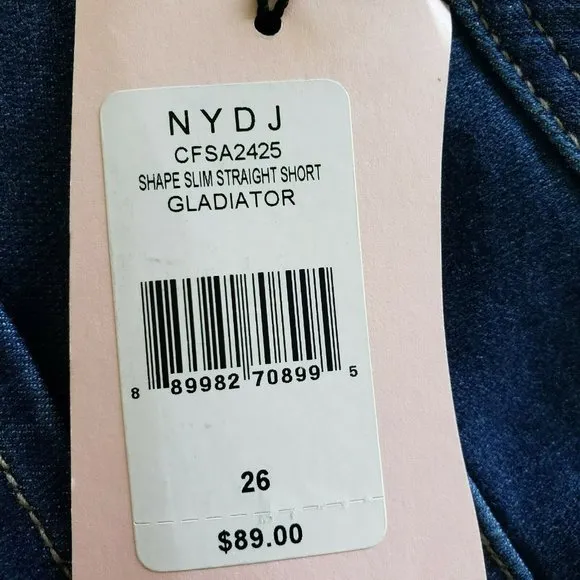 NYDJ
CFSA2425
SHAPE SLIM STRAIGHT SHORT
GLADIATOR
8 89982 70899 5
26
$89.00